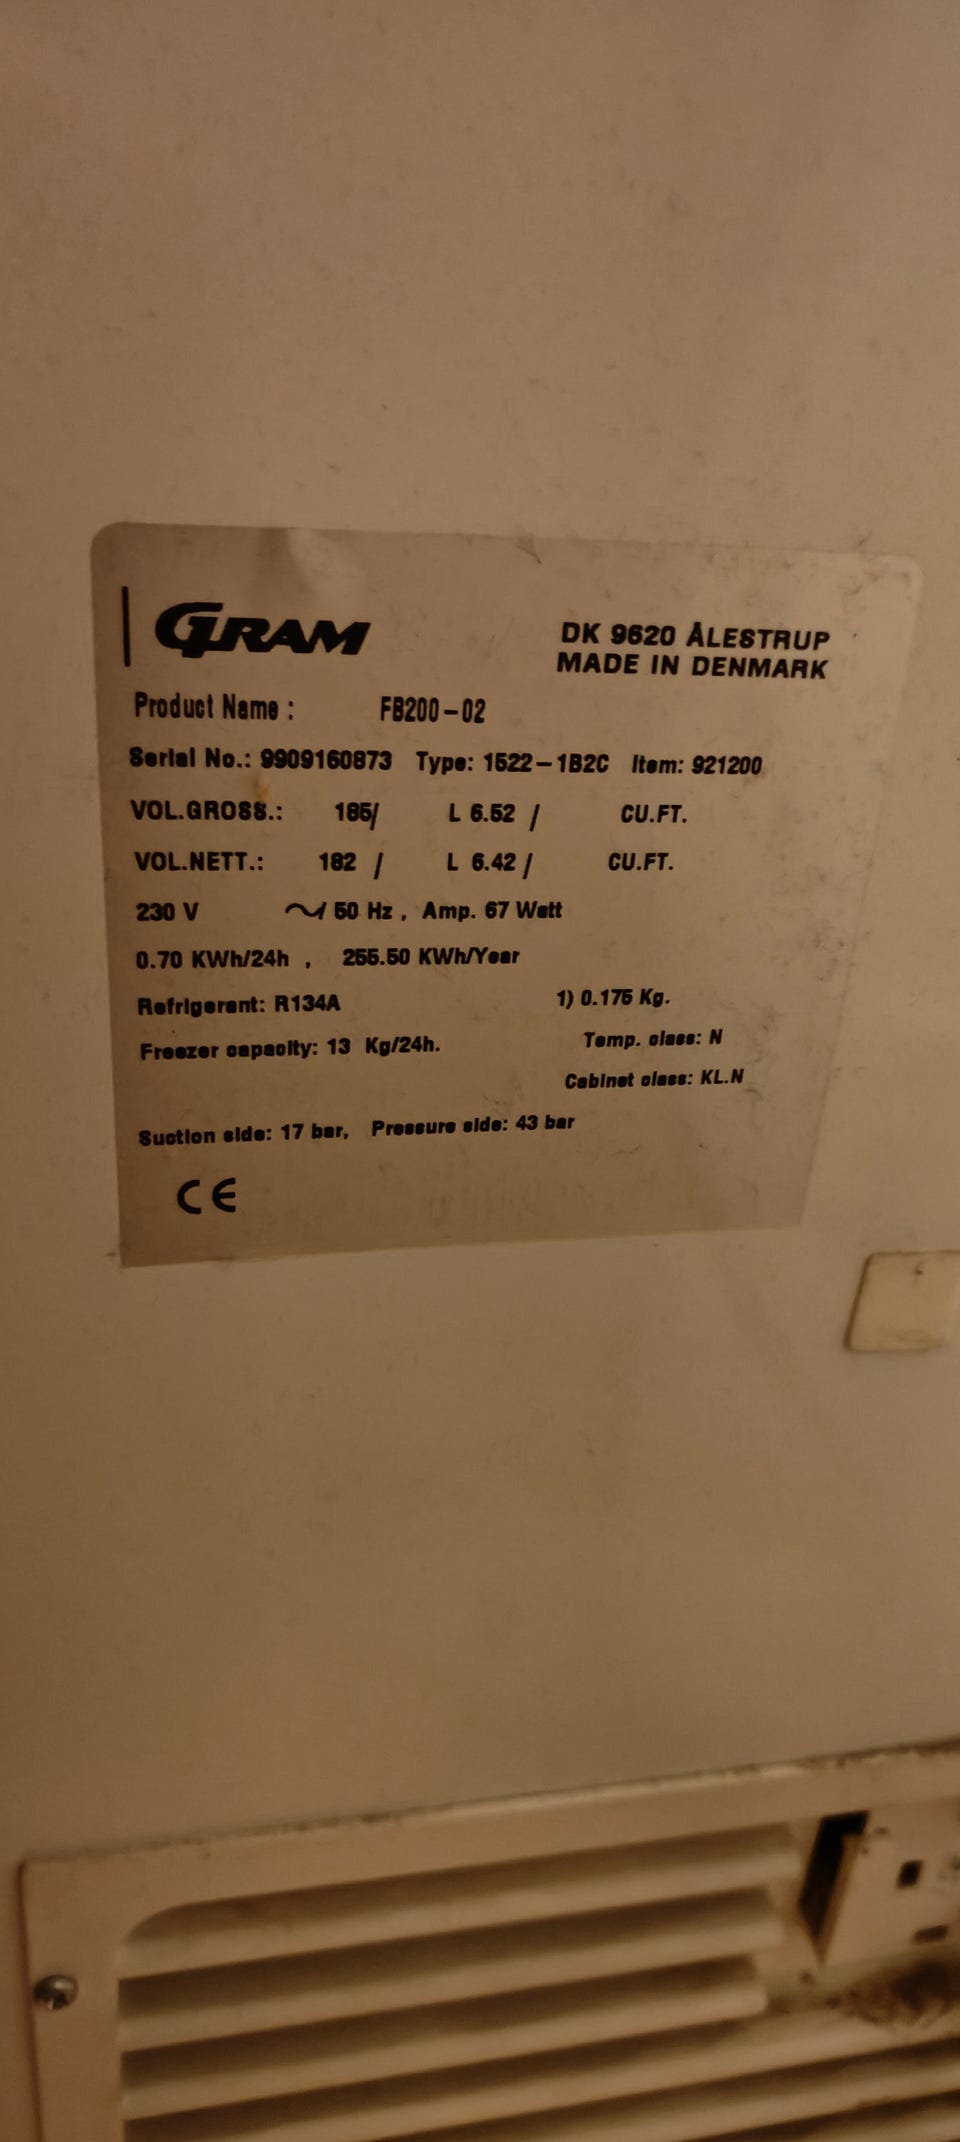 GRAM
DK 9620 ÅLESTRUP
MADE IN DENMARK
Product Name : FB200-02
Serial No.: 9909160873 Type: 1522-1B2C Item: 921200
VOL.GROSS.: 185/ L 6.52 / CU.FT.
VOL.NETT.: 182 / L 6.42 / CU.FT.
230 V ~/ 50 Hz , Amp. 67 Watt
0.70 KWh/24h , 255.50 KWh/Year
Refrigerant: R134A 1) 0.175 Kg.
Freezer capacity: 13 Kg/24h. Temp. class: N
Cabinet class: KL.N
Suction side: 17 bar, Pressure side: 43 bar
CE